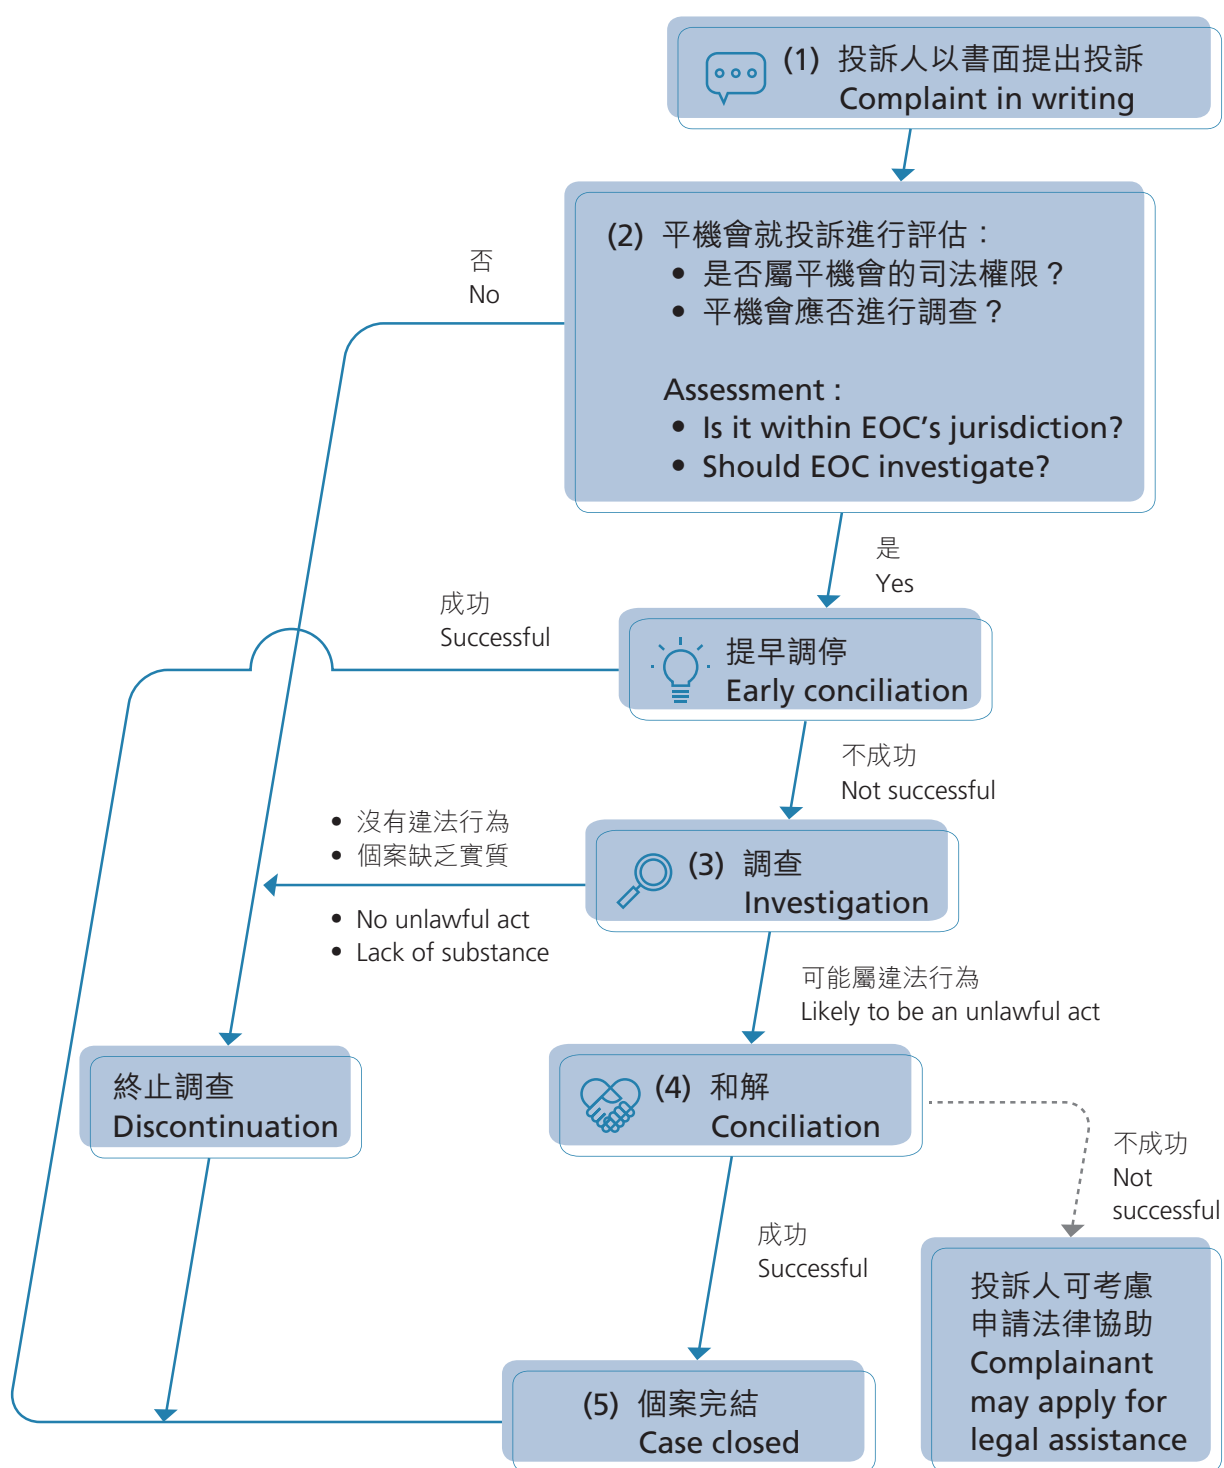 (1) 投訴人以書面提出投訴
Complaint in writing
(2) 平機會就投訴進行評估：
• 是否屬平機會的司法權限？
• 平機會應否進行調查？
Assessment :
• Is it within EOC’s jurisdiction?
• Should EOC investigate?
否
No
是
Yes
成功
Successful
提早調停
Early conciliation
不成功
Not successful
• 沒有違法行為
• 個案缺乏實質
• No unlawful act
• Lack of substance
(3) 調查
Investigation
可能屬違法行為
Likely to be an unlawful act
終止調查
Discontinuation
(4) 和解
Conciliation
不成功
Not
successful
成功
Successful
投訴人可考慮
申請法律協助
Complainant
may apply for
legal assistance
(5) 個案完結
Case closed